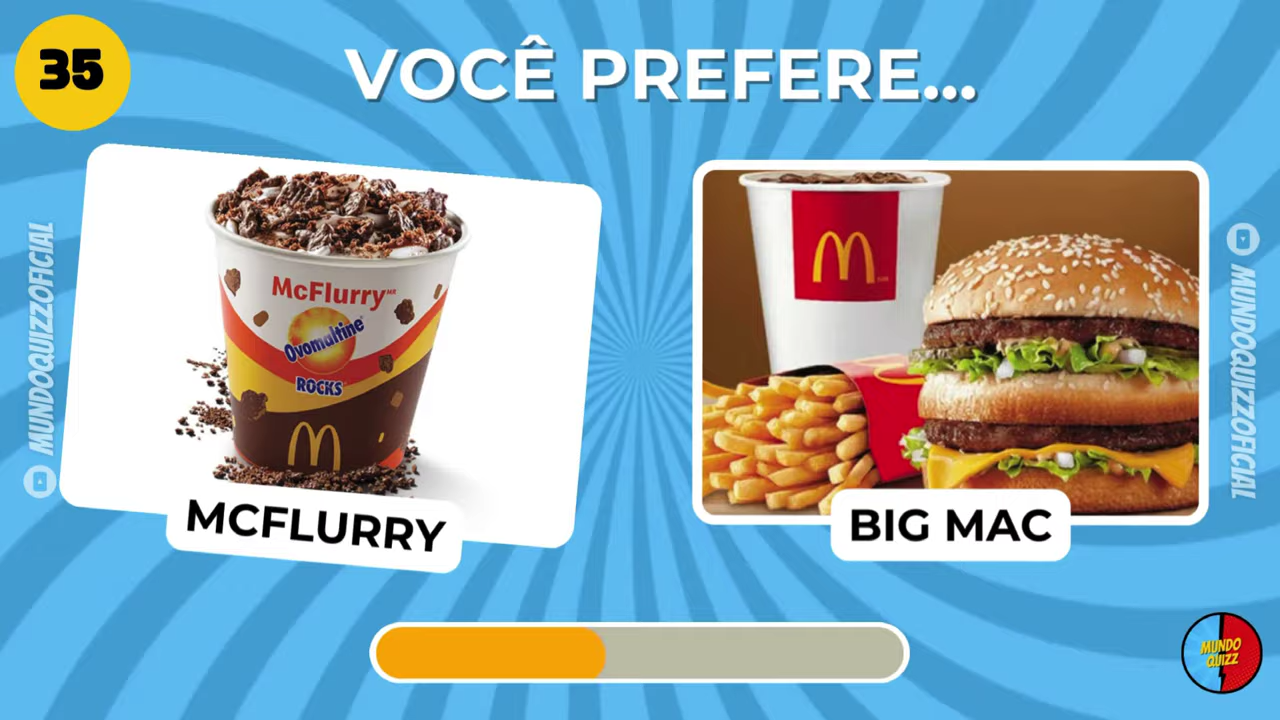 35
VOCÊ PREFERE...
McFlurry
Ovomaltine
ROCKS
MCFLURRY
BIG MAC
MUNDOQUIZZOFICIAL
MUNDOQUIZZOFICIAL
MUNDO
QUIZZ